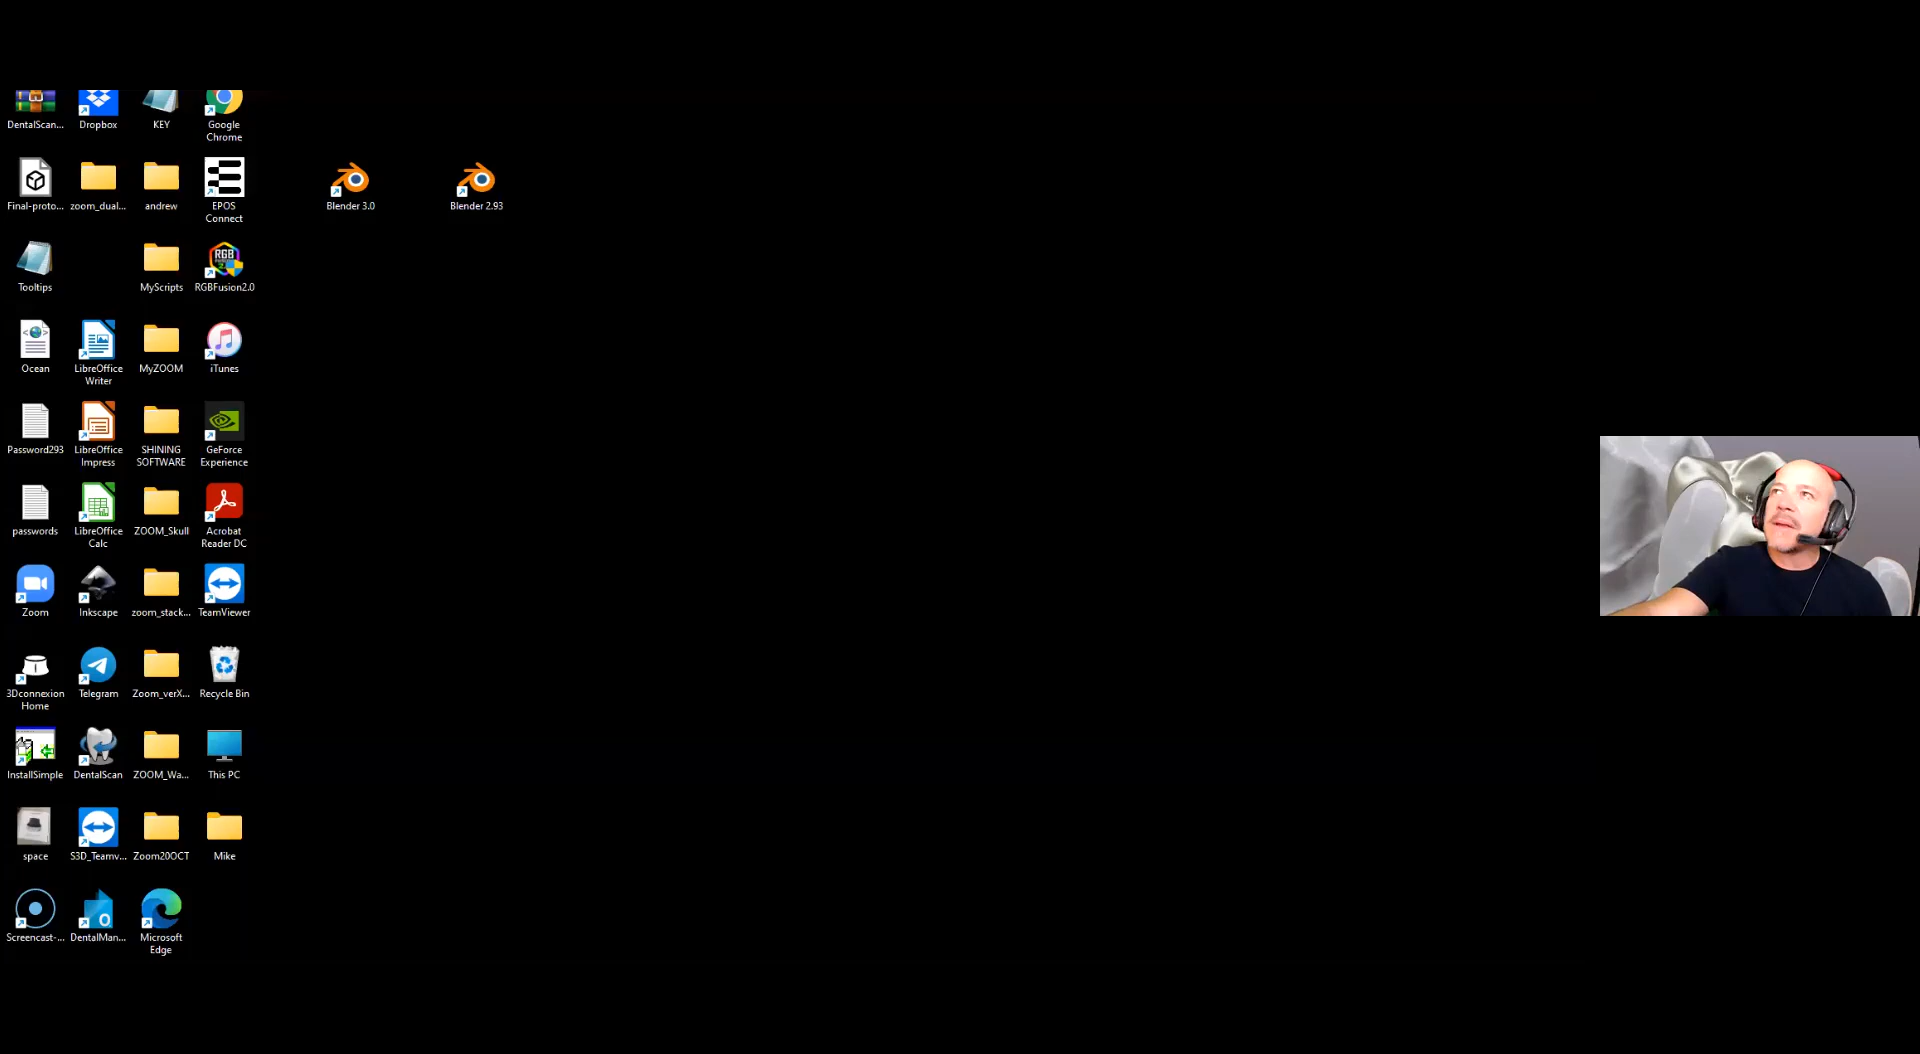 DentalScan...
Dropbox
KEY
Google
Chrome
Final-proto...
zoom_dual...
andrew
EPOS
Connect
Blender 3.0
Blender 2.93
Tooltips
MyScripts
RGB
RGBFusion2.0
Ocean
LibreOffice
Writer
MyZOOM
iTunes
Password293
LibreOffice
Impress
SHINING
SOFTWARE
GeForce
Experience
passwords
LibreOffice
Calc
ZOOM_Skull
Acrobat
Reader DC
Zoom
Inkscape
zoom_stack...
TeamViewer
3Dconnexion
Home
Telegram
Zoom_verX...
Recycle Bin
InstallSimple
DentalScan
ZOOM_Wa...
This PC
space
S3D_Teamv...
Zoom20OCT
Mike
Screencast-...
DentalMan...
Microsoft
Edge